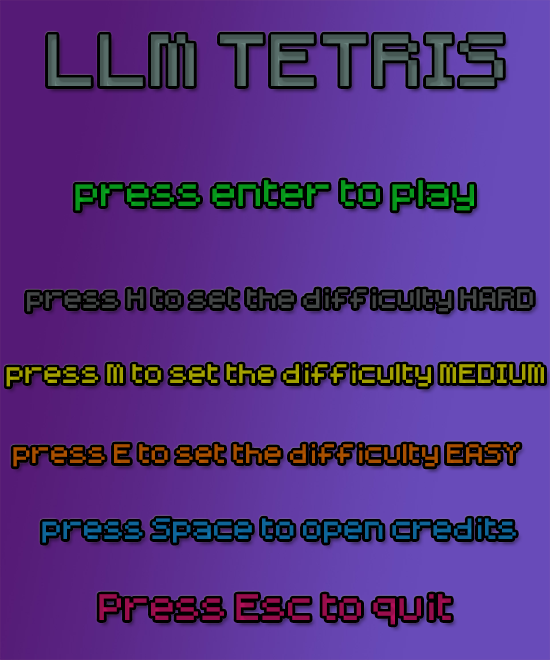 LLM TETRIS
press enter to play
press H to set the difficulty HARD
press M to set the difficulty MEDIUM
press E to set the difficulty EASY
press Space to open credits
Press Esc to quit